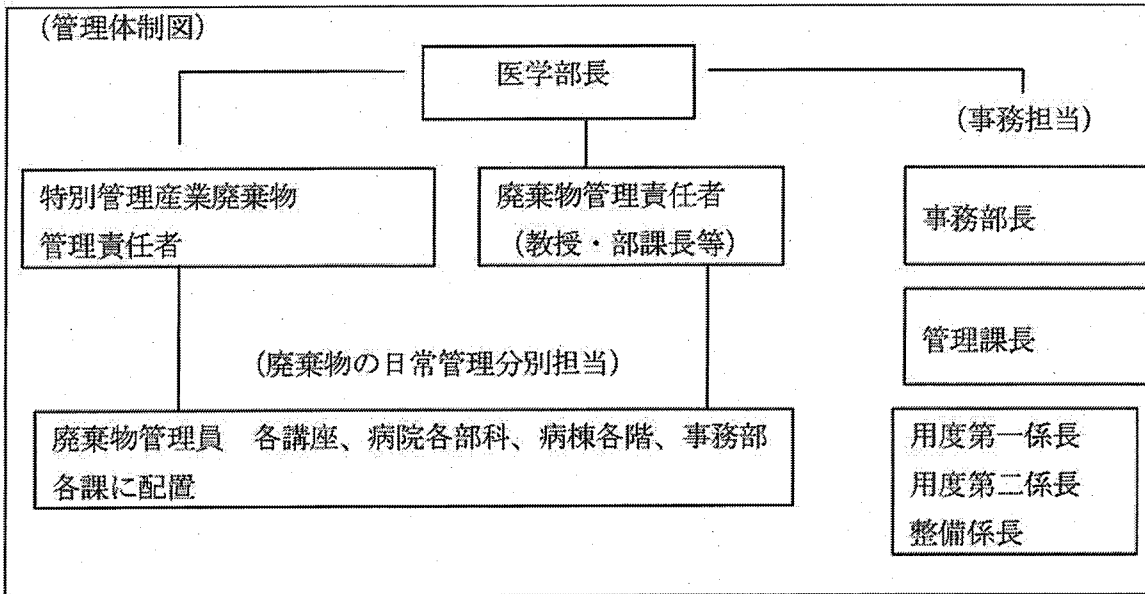 (管理体制図)
医学部長
(事務担当)
特別管理産業廃棄物
管理責任者
廃棄物管理責任者
(教授・部課長等)
事務部長
管理課長
(廃棄物の日常管理分別担当)
廃棄物管理員 各講座、病院各部科、病棟各階、事務部
各課に配置
用度第一係長
用度第二係長
整備係長